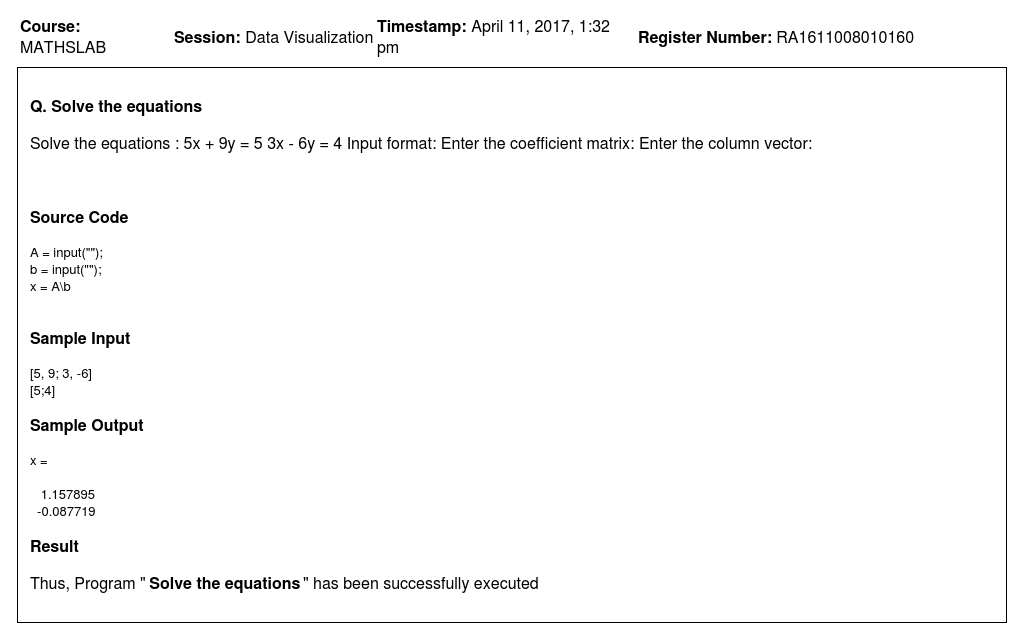 Course:
MATHSLAB
Session: Data Visualization
Timestamp: April 11, 2017, 1:32
pm
Register Number: RA1611008010160
Q. Solve the equations
Solve the equations : 5x + 9y = 5 3x - 6y = 4 Input format: Enter the coefficient matrix: Enter the column vector:
Source Code
A = input("");
b = input("");
x = A\b
Sample Input
[5, 9; 3, -6]
[5;4]
Sample Output
x =
1.157895
-0.087719
Result
Thus, Program " Solve the equations " has been successfully executed